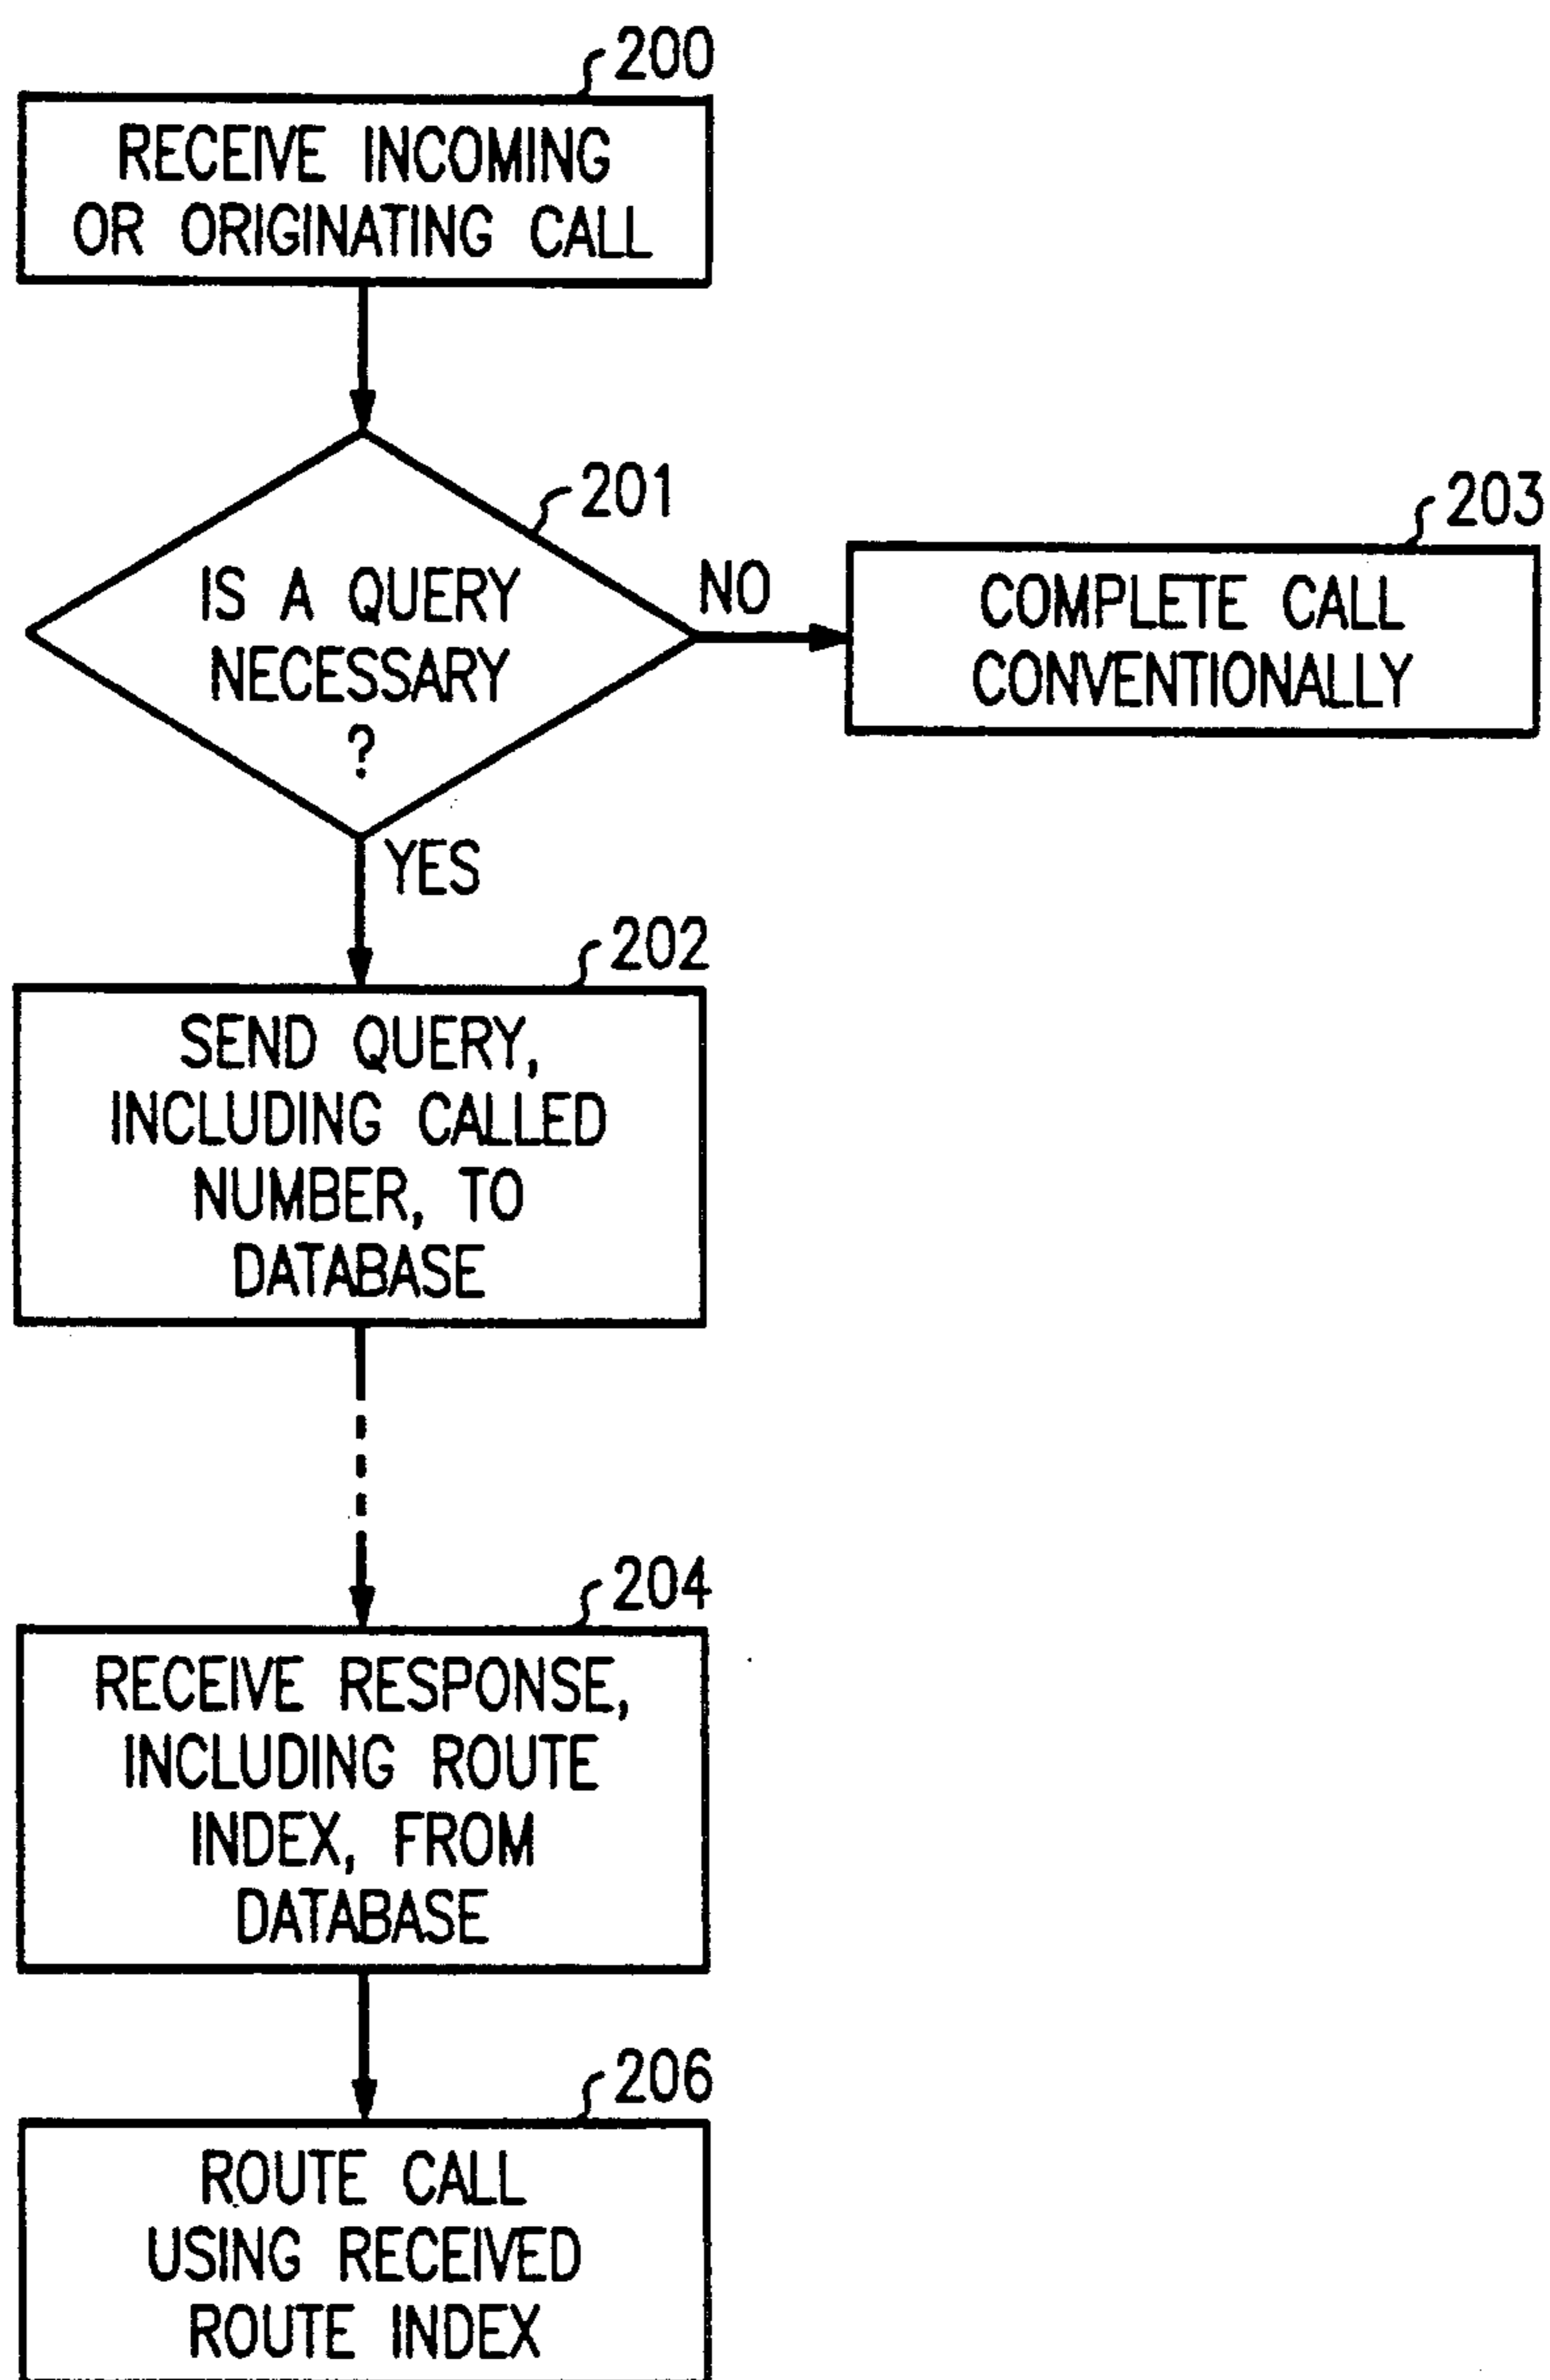 200
RECEIVE INCOMING
OR ORIGINATING CALL
201
IS A QUERY
NECESSARY
?
NO
203
COMPLETE CALL
CONVENTIONALLY
YES
202
SEND QUERY,
INCLUDING CALLED
NUMBER, TO
DATABASE
204
RECEIVE RESPONSE,
INCLUDING ROUTE
INDEX, FROM
DATABASE
206
ROUTE CALL
USING RECEIVED
ROUTE INDEX